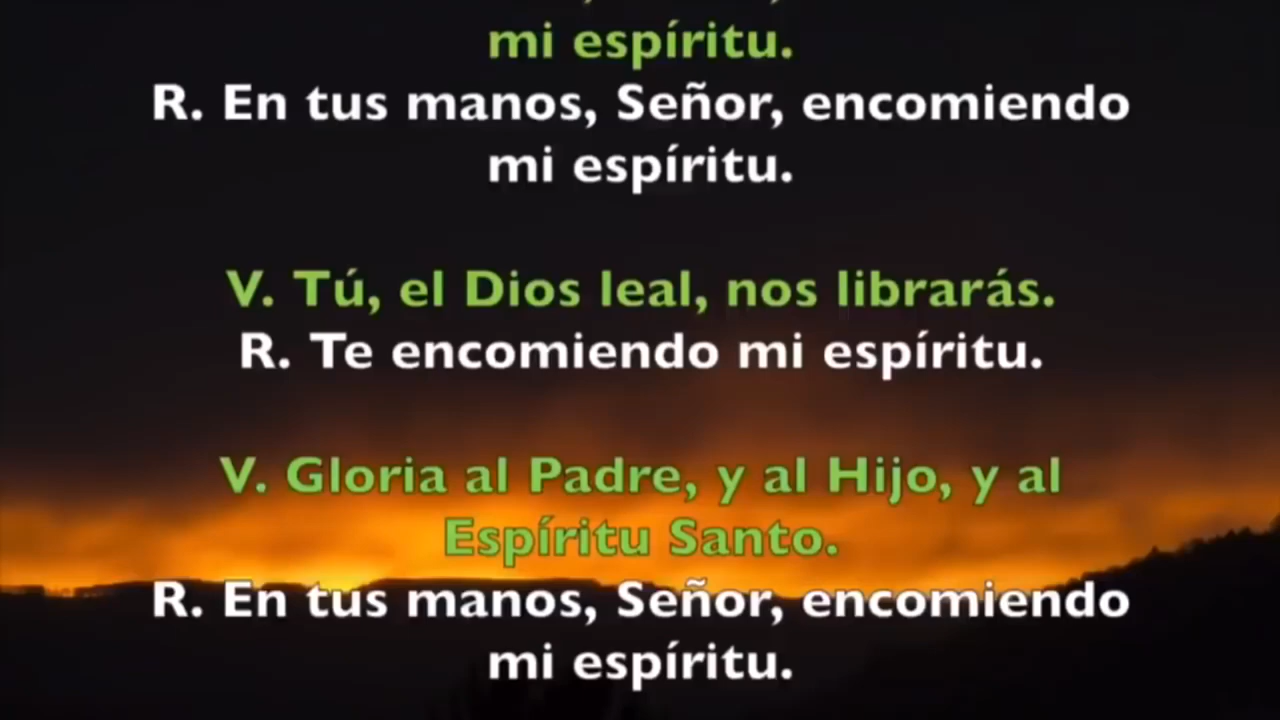 mi espíritu.
R. En tus manos, Señor, encomiendo
mi espíritu.
V. Tú, el Dios leal, nos librarás.
R. Te encomiendo mi espíritu.
V. Gloria al Padre, y al Hijo, y al
Espíritu Santo.
R. En tus manos, Señor, encomiendo
mi espíritu.